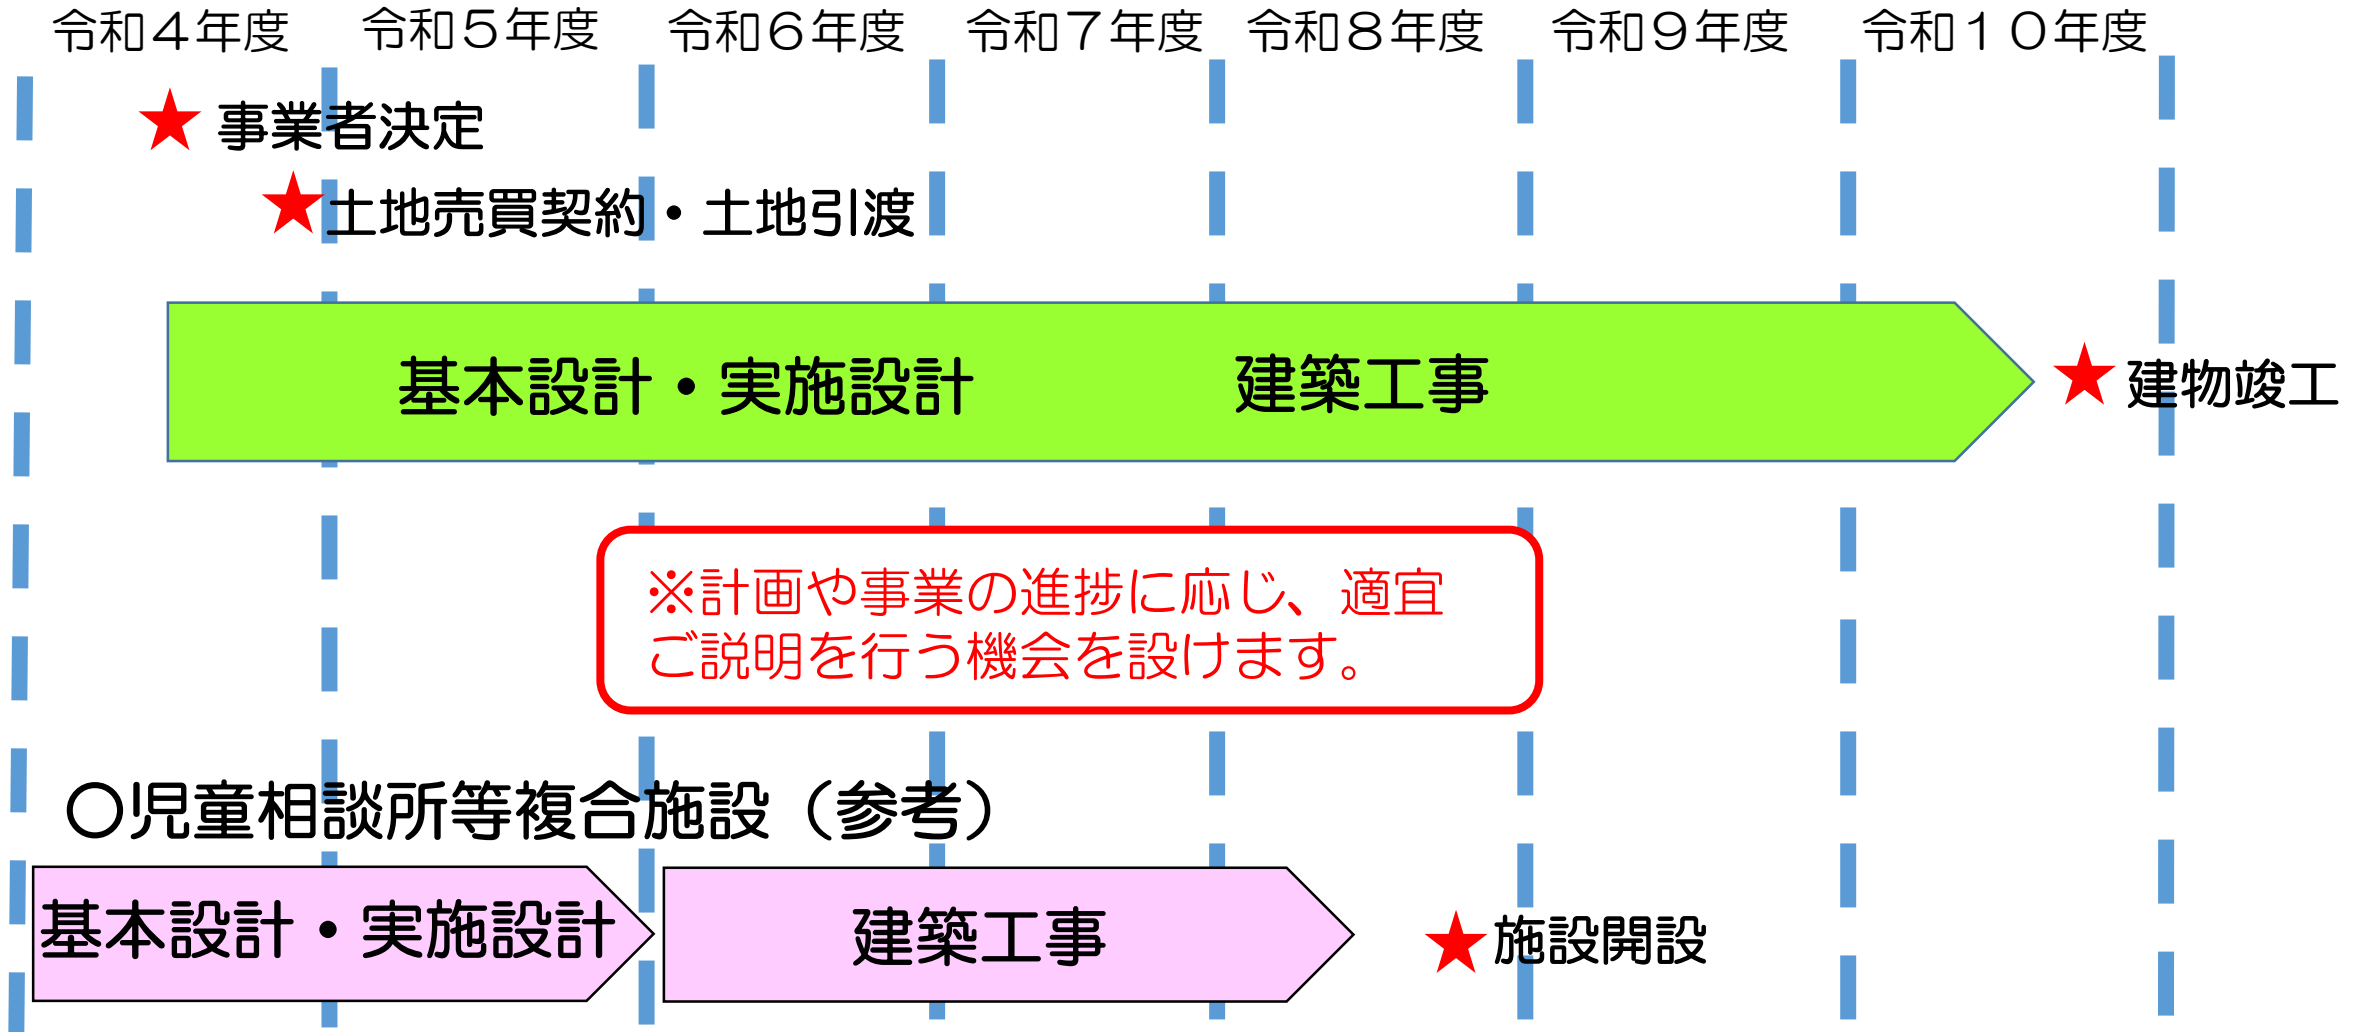 令和４年度 令和５年度 令和６年度 令和７年度 令和８年度 令和９年度 令和１０年度
★ 事業者決定
★ 土地売買契約・土地引渡
基本設計・実施設計 建築工事 ★ 建物竣工
※計画や事業の進捗に応じ、適宜
ご説明を行う機会を設けます。
〇児童相談所等複合施設（参考）
基本設計・実施設計 建築工事 ★ 施設開設